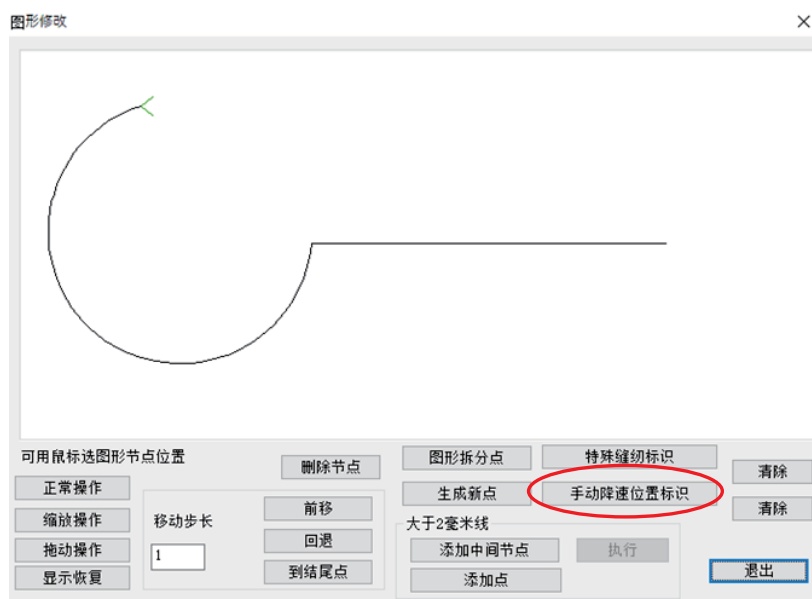 图形修改
可用鼠标选图形节点位置
正常操作
缩放操作
拖动操作
显示恢复
移动步长
1
删除节点
前移
回退
到结尾点
图形拆分点
特殊缝纫标识
清除
生成新点
手动降速位置标识
清除
大于2毫米线
添加中间节点
执行
添加点
退出